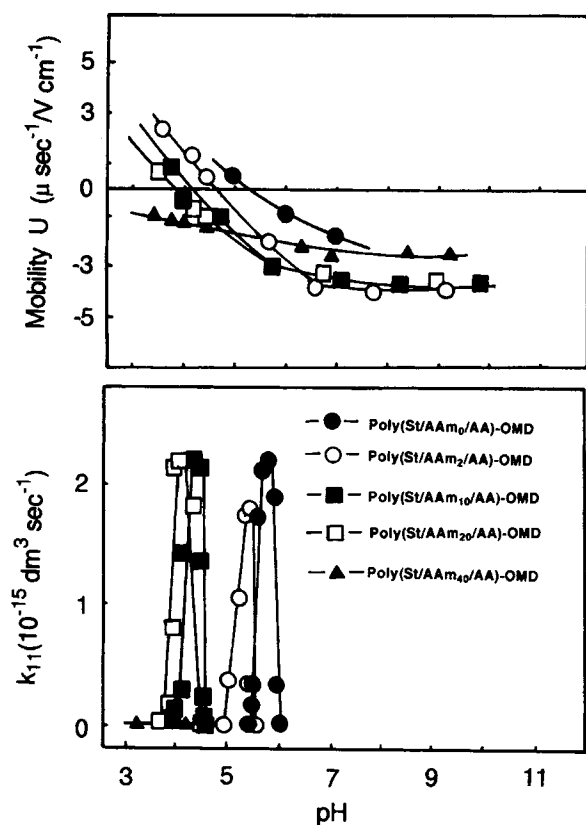 5
3
0
-3
-5
Mobility U (μ sec⁻¹/V cm⁻¹)
Poly(St/AAm₀/AA)-OMD
Poly(St/AAm₂/AA)-OMD
Poly(St/AAm₁₀/AA)-OMD
Poly(St/AAm₂₀/AA)-OMD
Poly(St/AAm₄₀/AA)-OMD
2
1
0
k₁₁(10⁻¹⁵ dm³ sec⁻¹)
3 5 7 9 11
pH